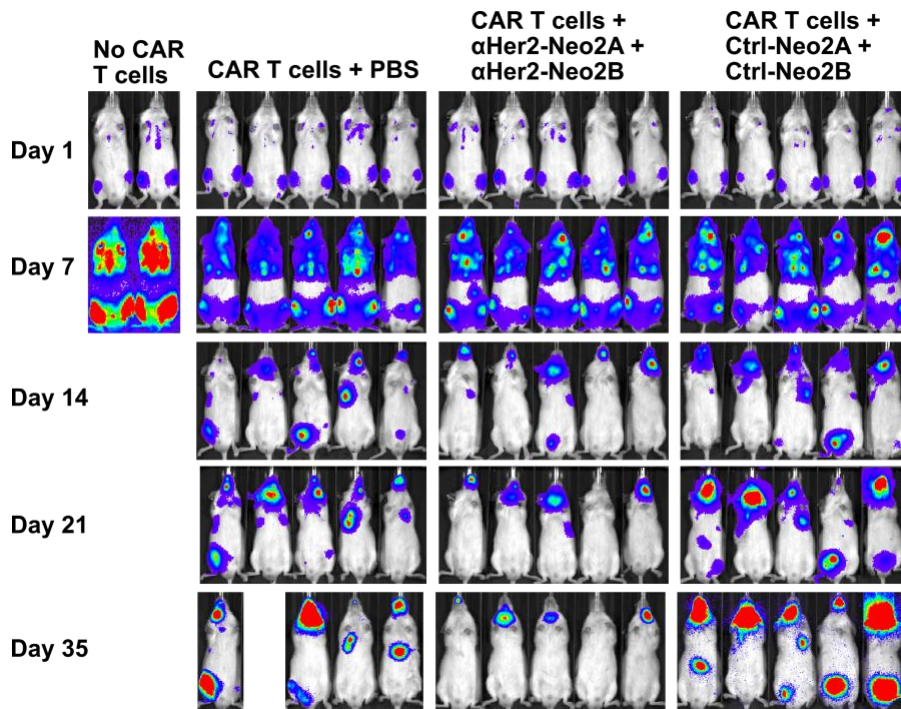 No CAR
T cells
CAR T cells + PBS
CAR T cells +
αHer2-Neo2A +
αHer2-Neo2B
CAR T cells +
Ctrl-Neo2A +
Ctrl-Neo2B
Day 1
Day 7
Day 14
Day 21
Day 35